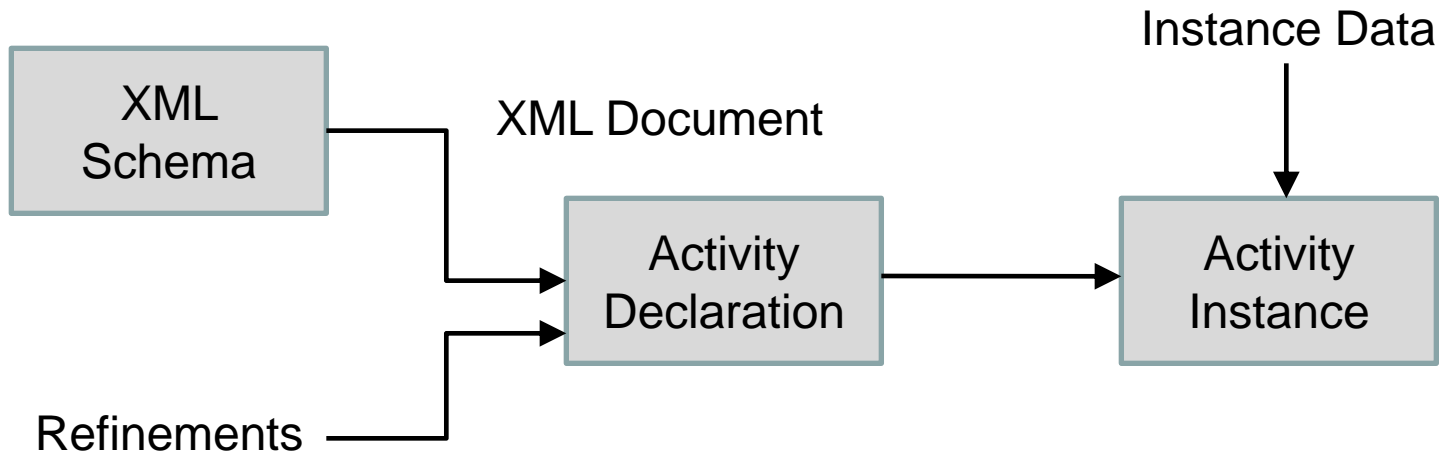 Instance Data
XML
Schema
XML Document
Activity
Declaration
Activity
Instance
Refinements